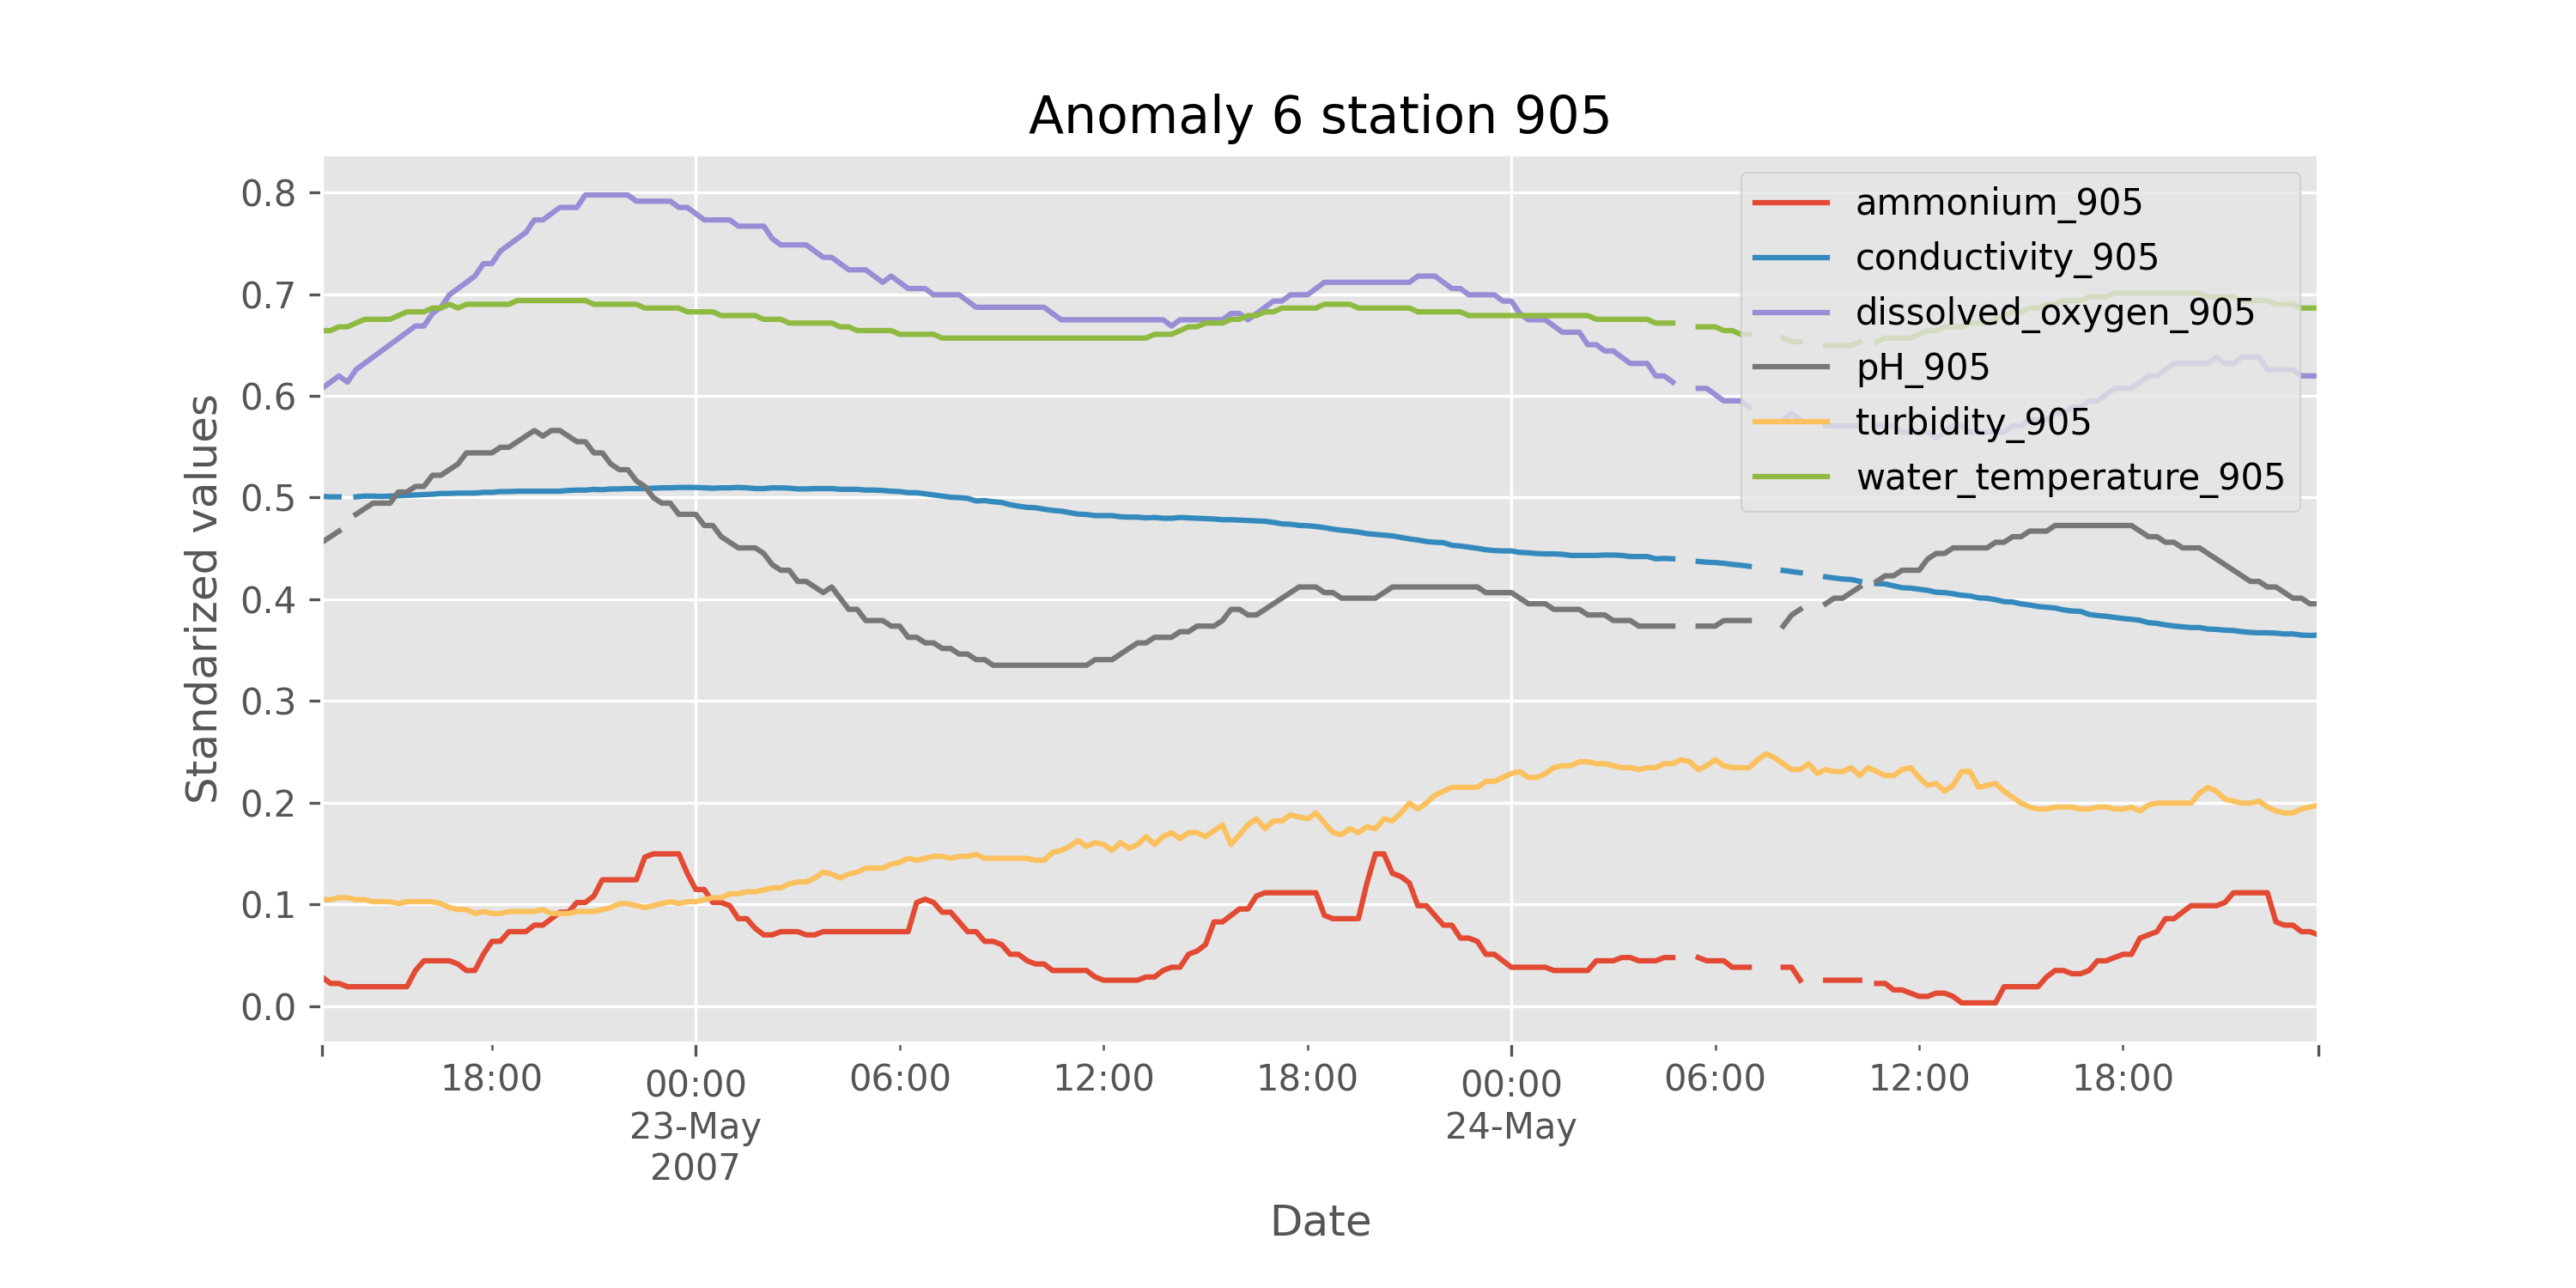 Anomaly 6 station 905
0.8
0.7
0.6
0.5
0.4
0.3
0.2
0.1
0.0
Standarized values
ammonium_905
conductivity_905
dissolved_oxygen_905
pH_905
turbidity_905
water_temperature_905
18:00 00:00 06:00 12:00 18:00 00:00 06:00 12:00 18:00
23-May 24-May
2007
Date